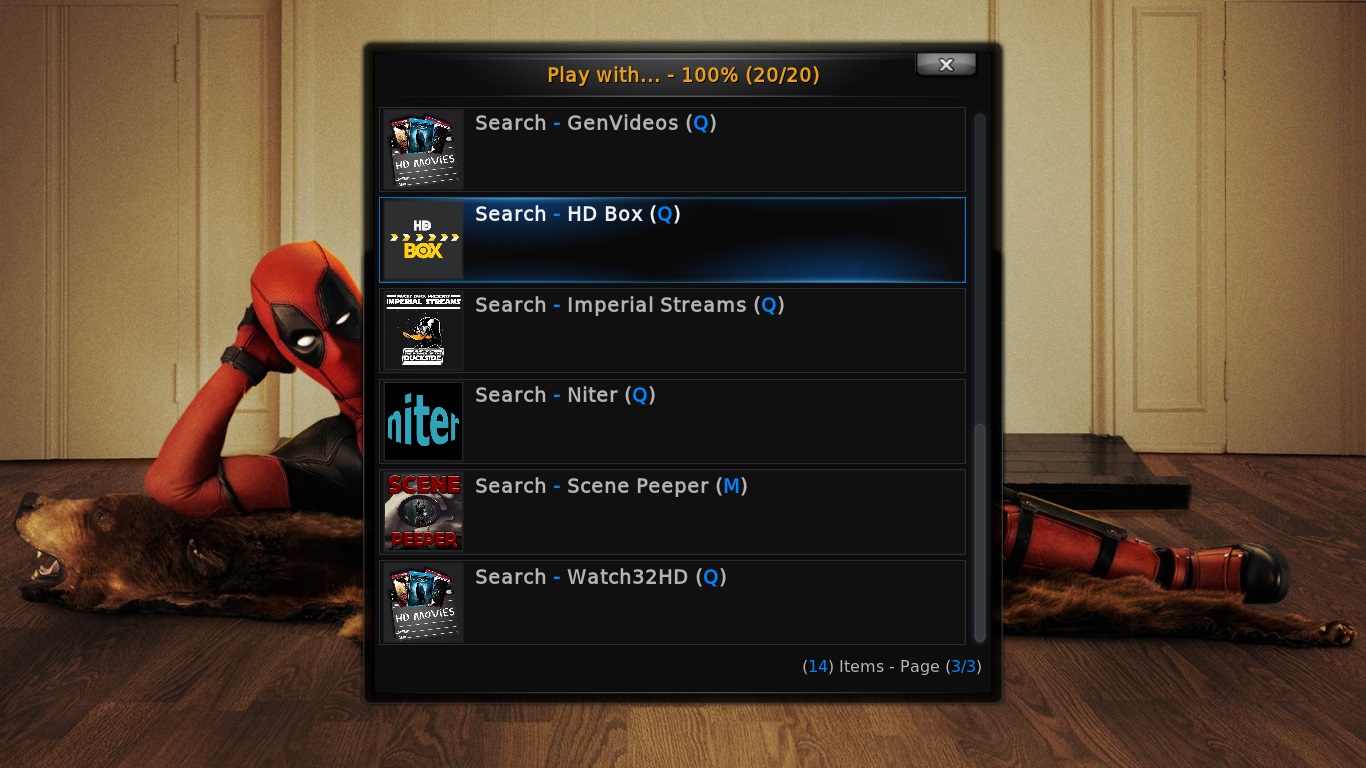 Play with... - 100% (20/20)
Search - GenVideos (Q)
HD MOVIES
Search - HD Box (Q)
HD
BOX
Search - Imperial Streams (Q)
IMPERIAL STREAMS
Search - Niter (Q)
niter
Search - Scene Peeper (M)
SCENE
PEEPER
Search - Watch32HD (Q)
HD MOVIES
(14) Items - Page (3/3)